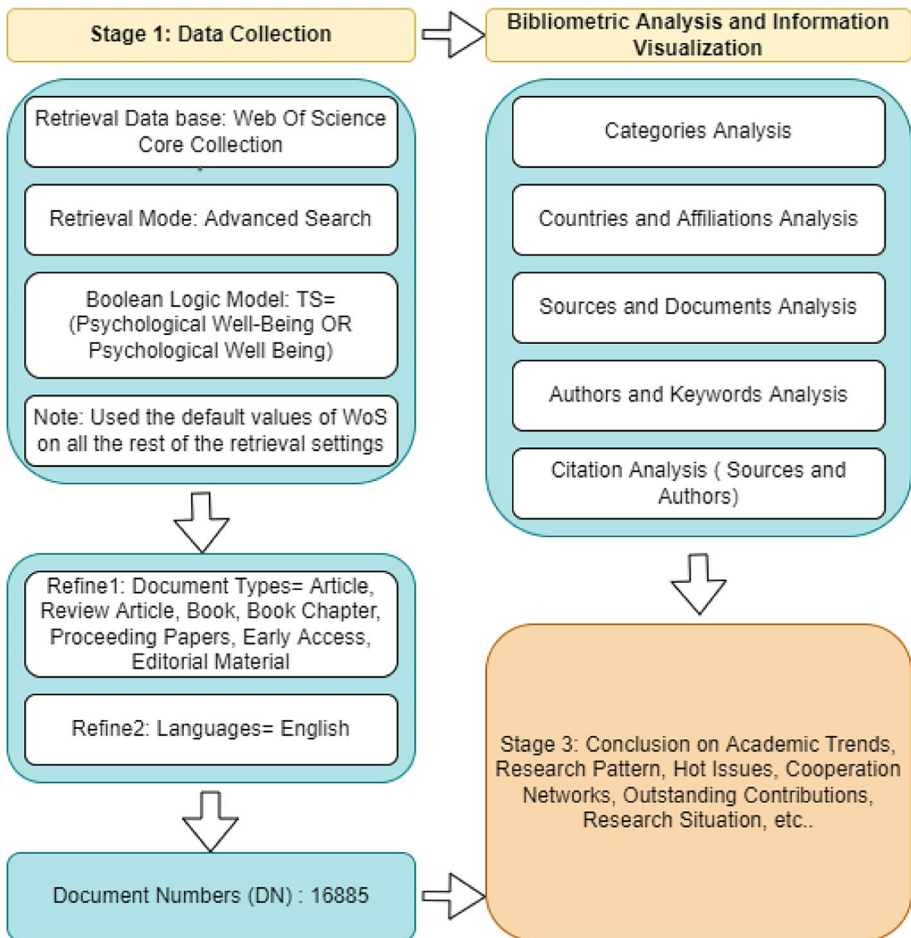 Stage 1: Data Collection
Retrieval Data base: Web Of Science
Core Collection
Retrieval Mode: Advanced Search
Boolean Logic Model: TS=
(Psychological Well-Being OR
Psychological Well Being)
Note: Used the default values of WoS
on all the rest of the retrieval settings
Refine1: Document Types= Article,
Review Article, Book, Book Chapter,
Proceeding Papers, Early Access,
Editorial Material
Refine2: Languages= English
Document Numbers (DN) : 16885
Bibliometric Analysis and Information
Visualization
Categories Analysis
Countries and Affiliations Analysis
Sources and Documents Analysis
Authors and Keywords Analysis
Citation Analysis ( Sources and
Authors)
Stage 3: Conclusion on Academic Trends,
Research Pattern, Hot Issues, Cooperation
Networks, Outstanding Contributions,
Research Situation, etc..